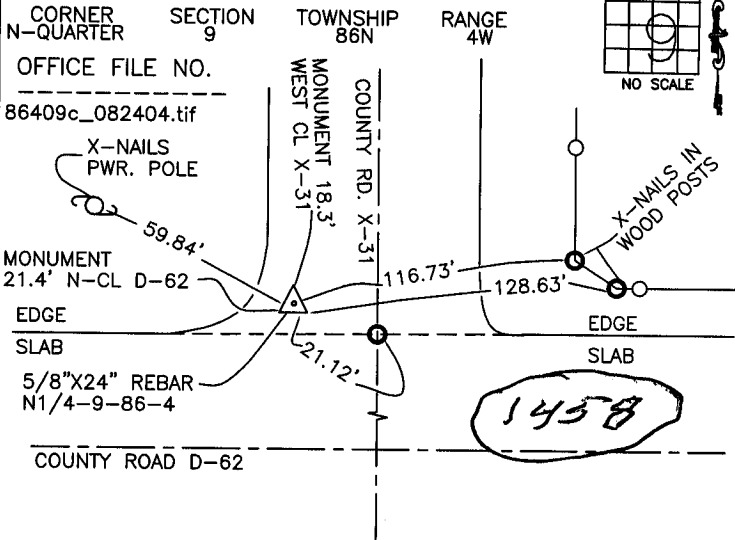 CORNER SECTION TOWNSHIP RANGE
N-QUARTER 9 86N 4W
9
NO SCALE
OFFICE FILE NO.
86409c_082404.tif
X-NAILS
PWR. POLE
MONUMENT 18.3'
WEST CL X-31
COUNTY RD. X-31
X-NAILS IN
WOOD POSTS
59.84'
MONUMENT
21.4' N-CL D-62
116.73'
128.63'
EDGE
EDGE
SLAB
SLAB
21.12'
5/8"X24" REBAR
N1/4-9-86-4
1458
COUNTY ROAD D-62